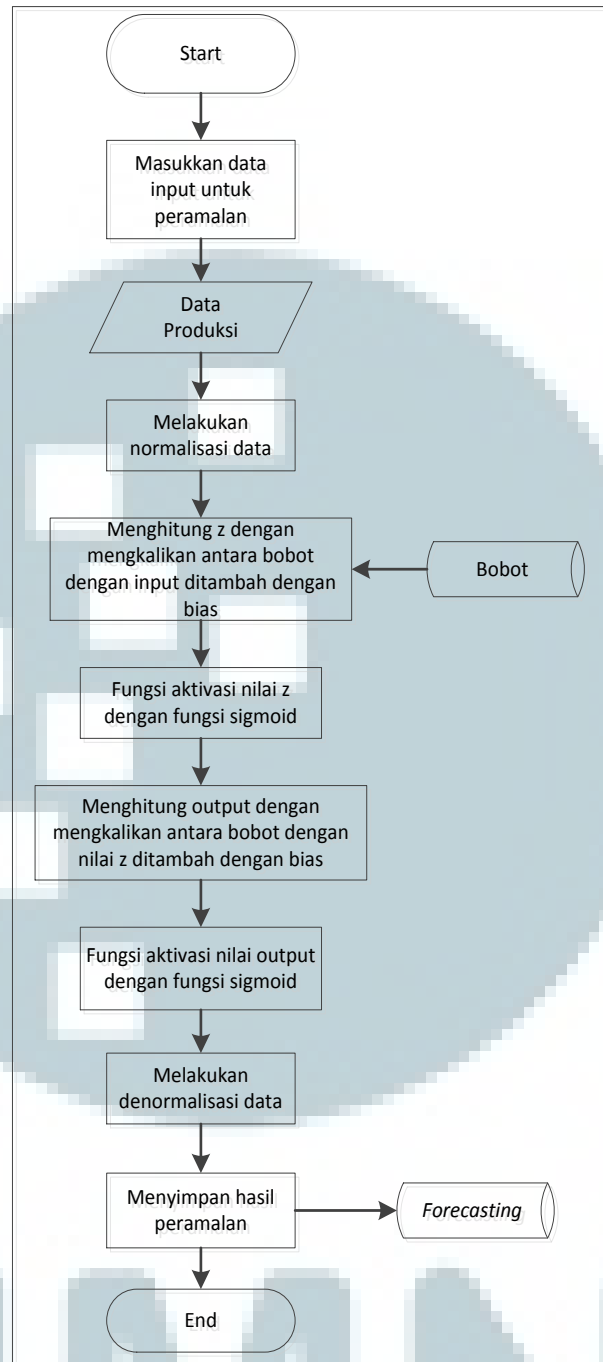 Start
Masukkan data
input untuk
peramalan
Data
Produksi
Melakukan
normalisasi data
Menghitung z dengan
mengkalikan antara bobot
dengan input ditambah dengan
bias
Bobot
Fungsi aktivasi nilai z
dengan fungsi sigmoid
Menghitung output dengan
mengkalikan antara bobot dengan
nilai z ditambah dengan bias
Fungsi aktivasi nilai output
dengan fungsi sigmoid
Melakukan
denormalisasi data
Menyimpan hasil
peramalan
Forecasting
End